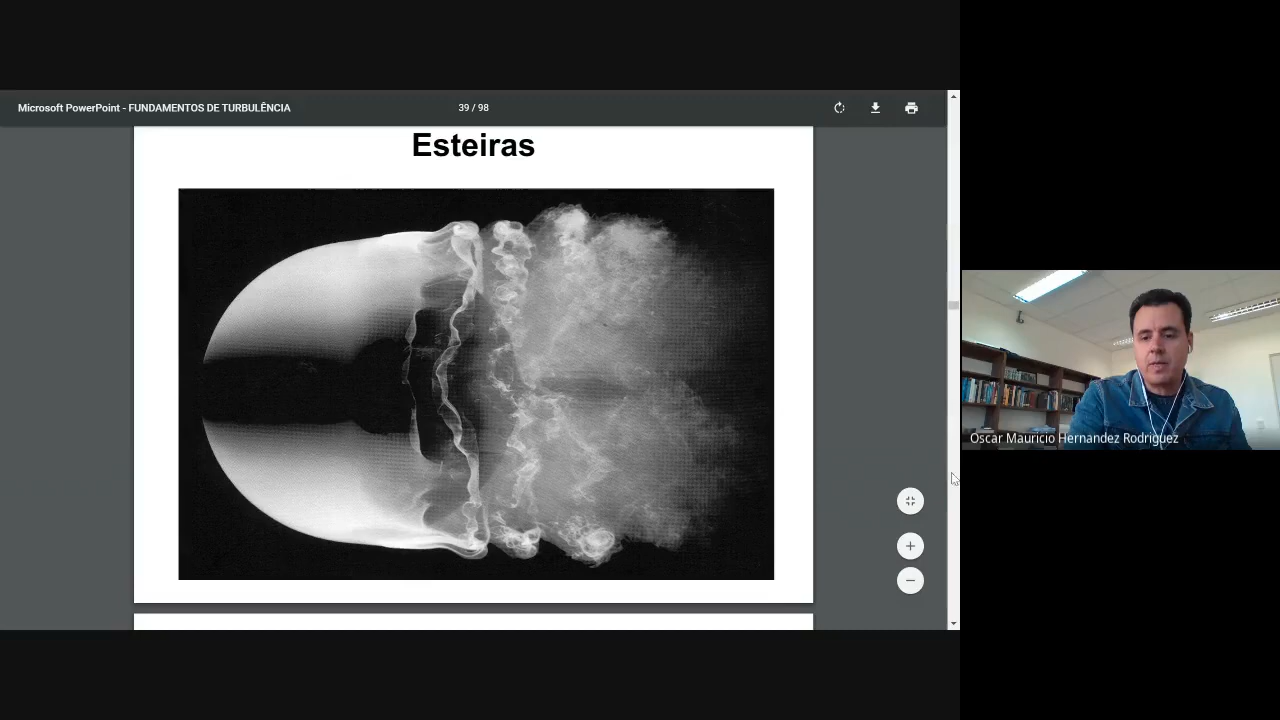 Microsoft PowerPoint - FUNDAMENTOS DE TURBULÊNCIA
39 / 98
Esteiras
Oscar Mauricio Hernandez Rodriguez